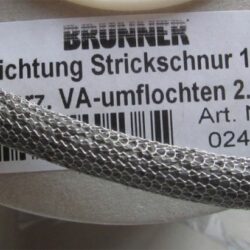 BRUNNER
ichtung Strickschnur 1
rz. VA-umflochten 2.
Art. N
024